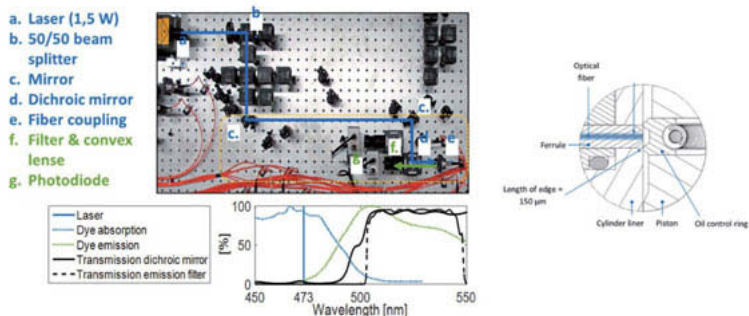 a. Laser (1,5 W)
b. 50/50 beam
splitter
c. Mirror
d. Dichroic mirror
e. Fiber coupling
f. Filter & convex
lense
g. Photodiode
b.
a.
c.
c.
d
e.
f.
g
Optical
fiber
Ferrule
Length of edge =
150 µm
Cylinder liner
Piston
Oil control ring
Laser
Dye absorption
Dye emission
Transmission dichroic mirror
Transmission emission filter
[%]
100
50
0
450
473
500
550
Wavelength [nm]